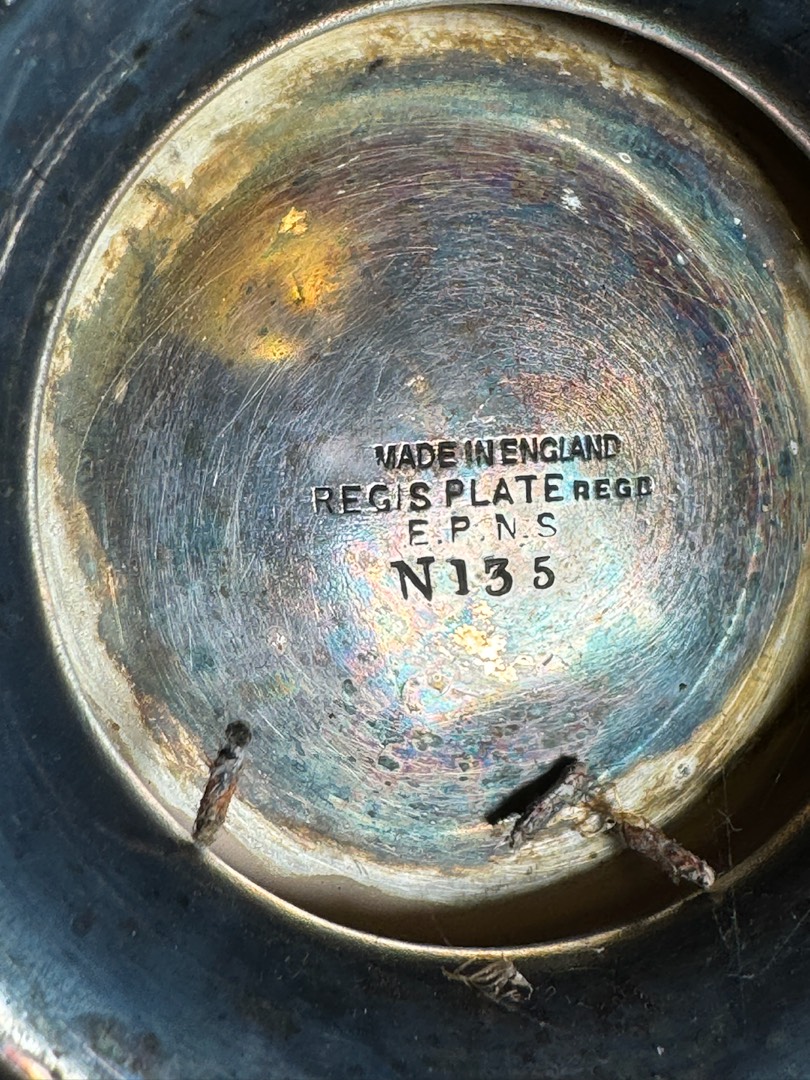 MADE IN ENGLAND
REGIS PLATE REGD
E.P.N.S
N135